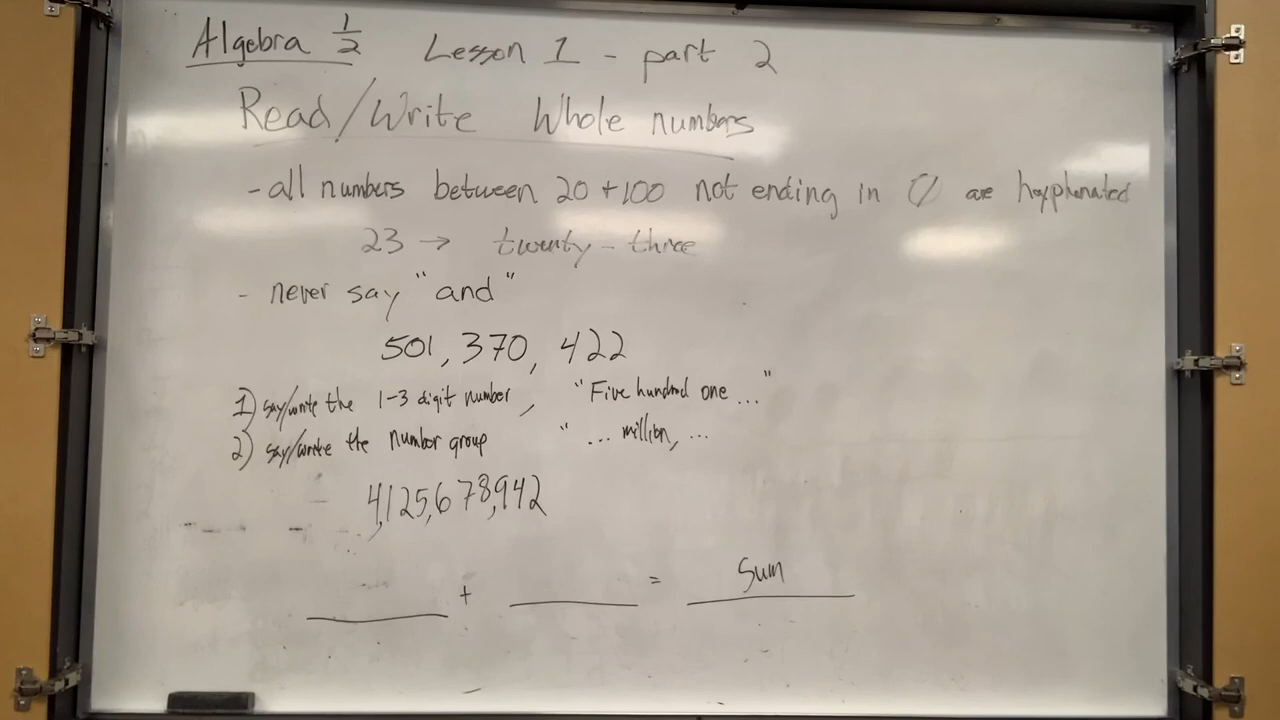 Algebra 1/2 Lesson 1 - part 2
Read/Write Whole numbers
- all numbers between 20 + 100 not ending in 0 are hyphenated
23 → twenty-three
- never say "and"
501,370,422
1) say/write the 1-3 digit number, "Five hundred one ..."
2) say/write the number group "... million, ...
4,125,678,942
____ + ____ = Sum